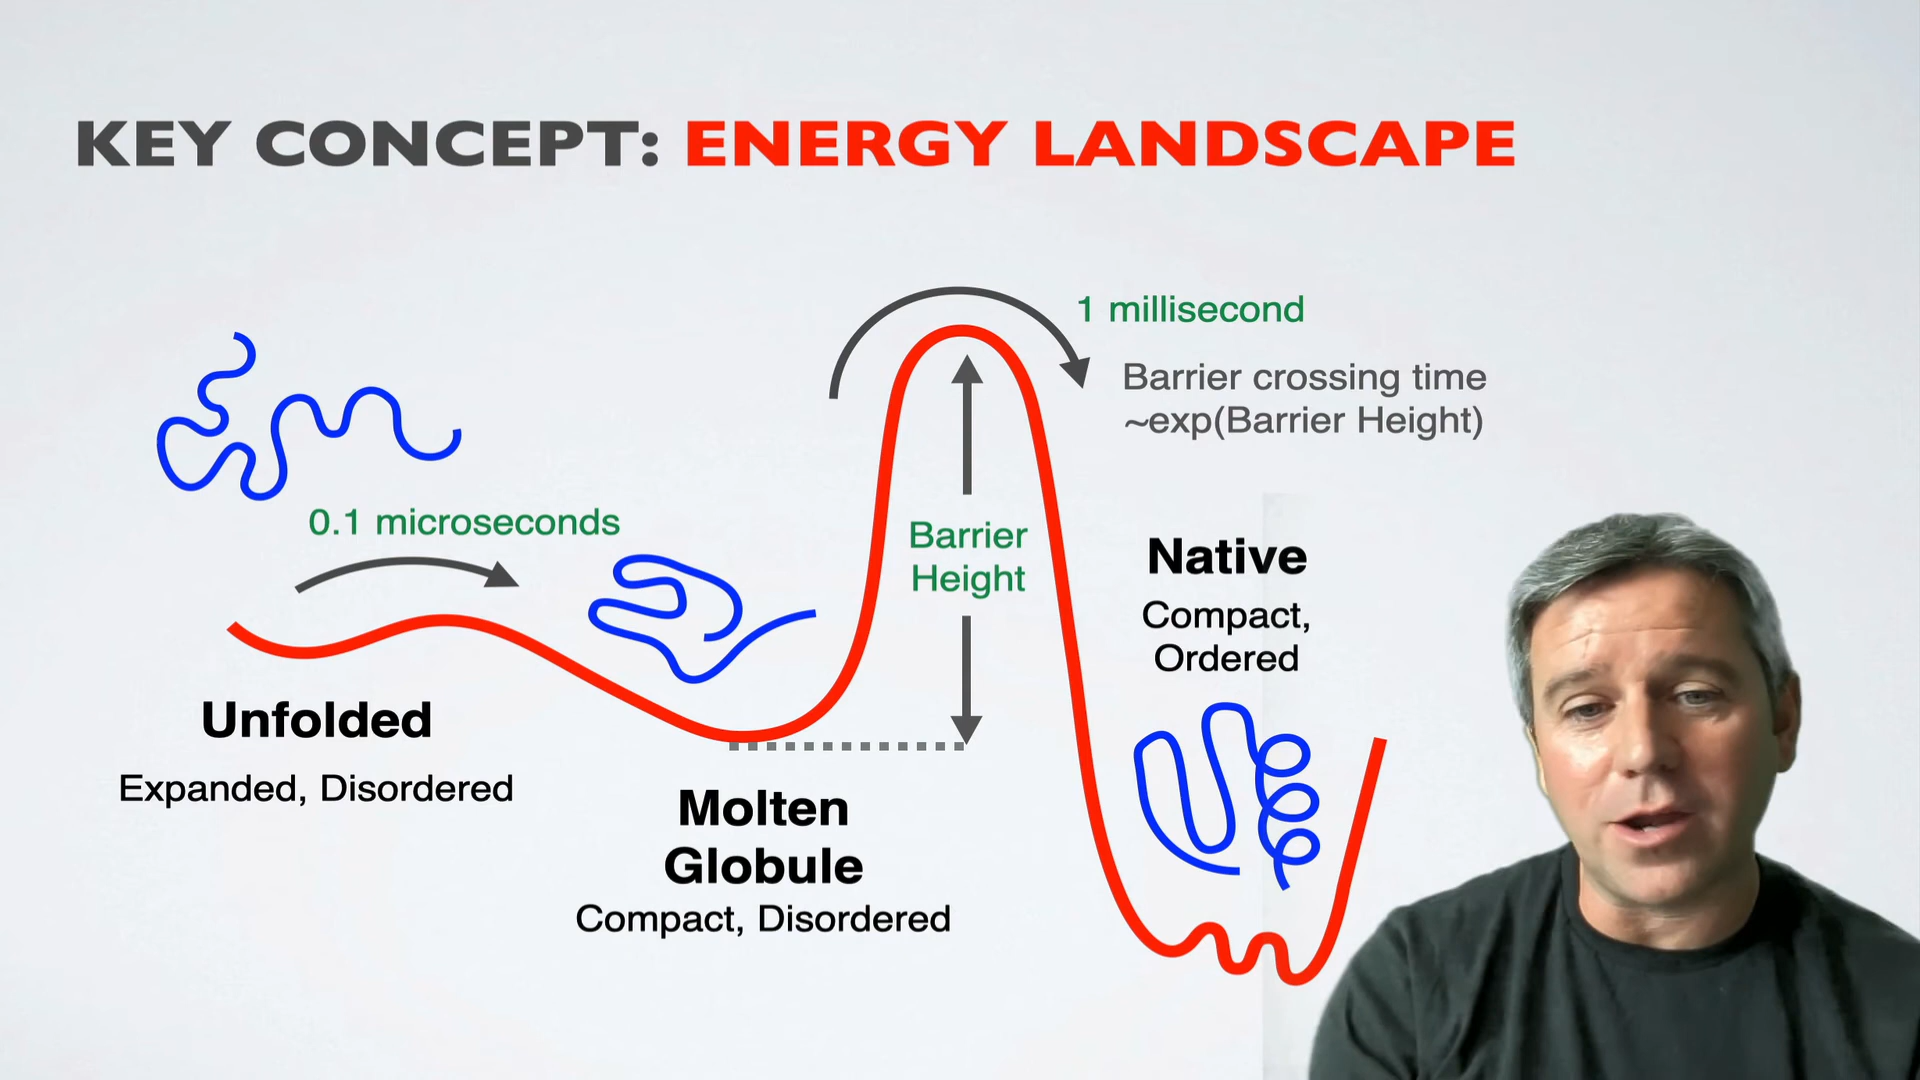 KEY CONCEPT: ENERGY LANDSCAPE
1 millisecond
Barrier crossing time
~exp(Barrier Height)
0.1 microseconds
Barrier
Height
Native
Compact,
Ordered
Unfolded
Expanded, Disordered
Molten
Globule
Compact, Disordered